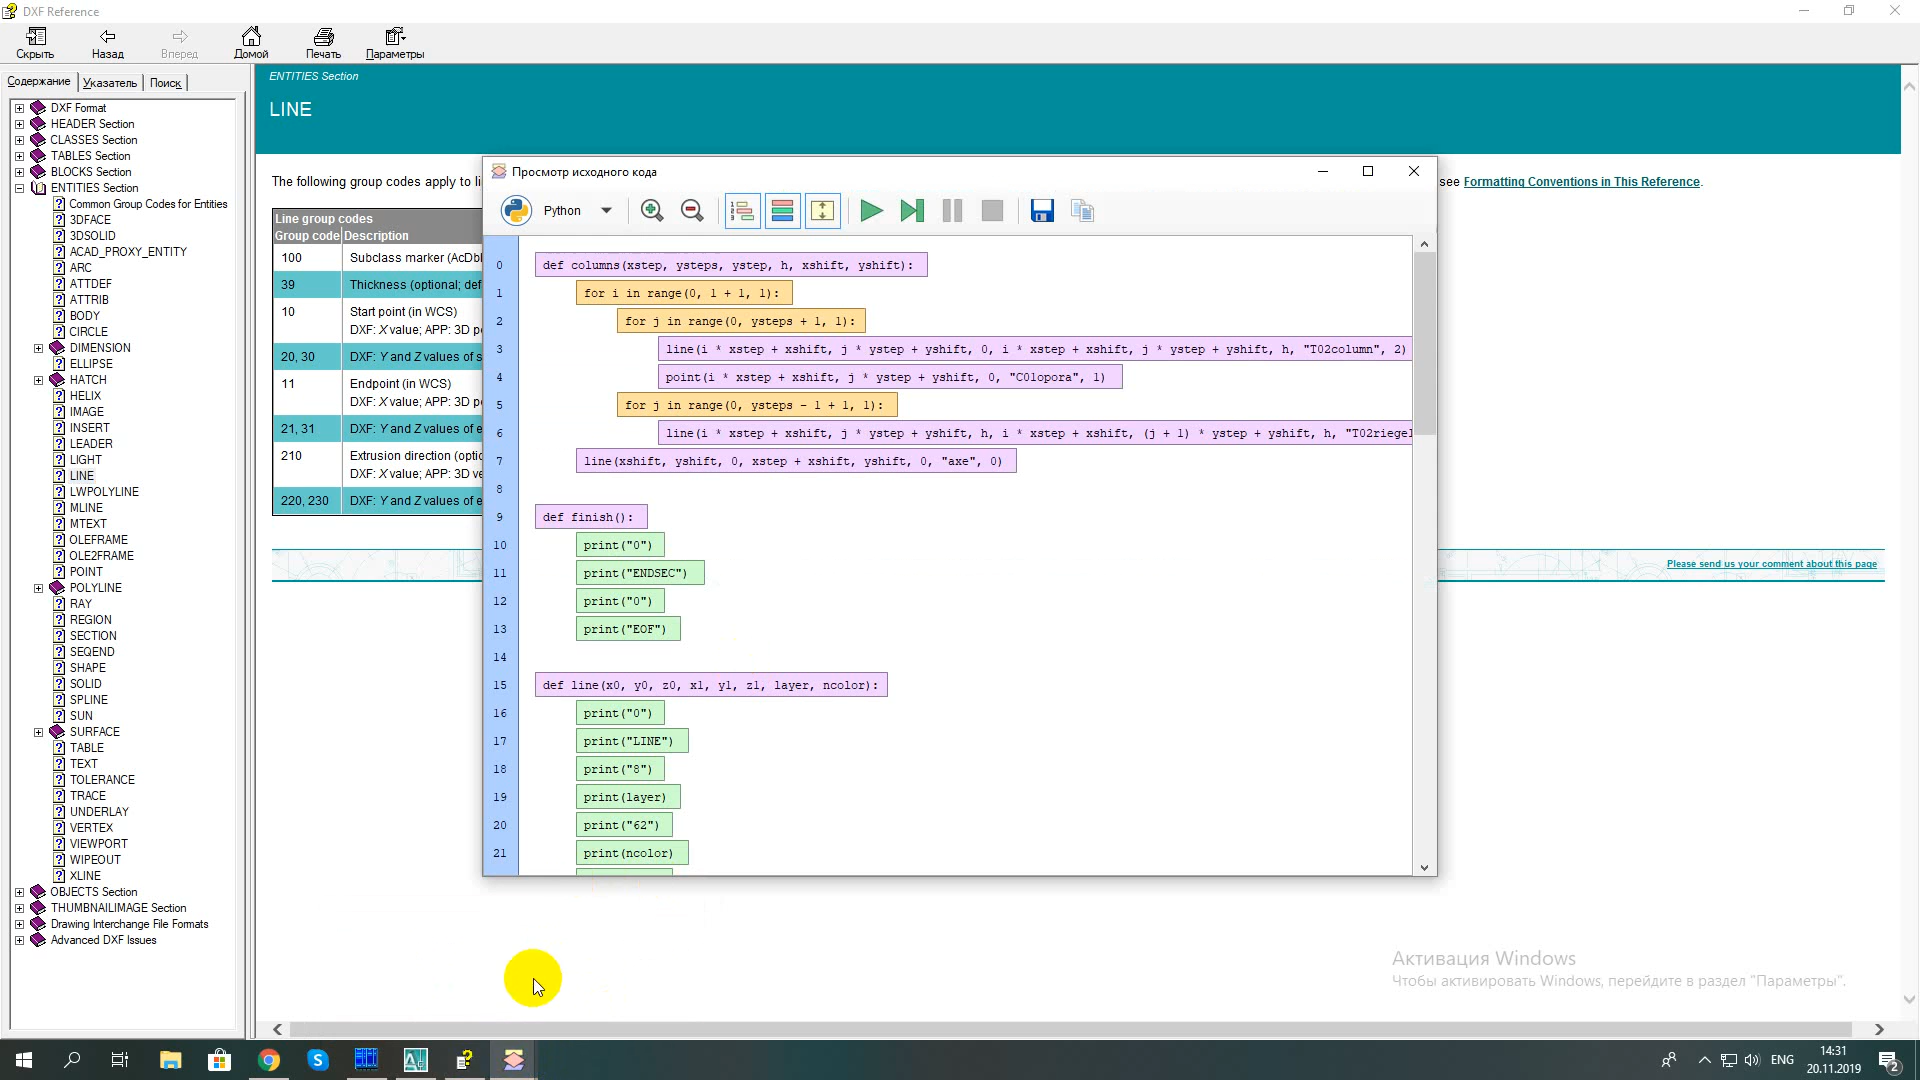 DXF Reference
Скрыть
Назад
Вперед
Домой
Печать
Параметры
Содержание
Указатель
Поиск
DXF Format
HEADER Section
CLASSES Section
TABLES Section
BLOCKS Section
ENTITIES Section
Common Group Codes for Entities
3DFACE
3DSOLID
ACAD_PROXY_ENTITY
ARC
ATTDEF
ATTRIB
BODY
CIRCLE
DIMENSION
ELLIPSE
HATCH
HELIX
IMAGE
INSERT
LEADER
LIGHT
LINE
LWPOLYLINE
MLINE
MTEXT
OLEFRAME
OLE2FRAME
POINT
POLYLINE
RAY
REGION
SECTION
SEQEND
SHAPE
SOLID
SPLINE
SUN
SURFACE
TABLE
TEXT
TOLERANCE
TRACE
UNDERLAY
VERTEX
VIEWPORT
WIPEOUT
XLINE
OBJECTS Section
THUMBNAILIMAGE Section
Drawing Interchange File Formats
Advanced DXF Issues
ENTITIES Section
LINE
The following group codes apply to li
see Formatting Conventions in This Reference.
Line group codes
Group code Description
100 Subclass marker (AcDb
39 Thickness (optional; def
10 Start point (in WCS)
DXF: X value; APP: 3D p
20, 30 DXF: Y and Z values of s
11 Endpoint (in WCS)
DXF: X value; APP: 3D p
21, 31 DXF: Y and Z values of e
210 Extrusion direction (optio
DXF: X value; APP: 3D ve
220, 230 DXF: Y and Z values of e
Please send us your comment about this page
Просмотр исходного кода
Python
0 def columns(xstep, ysteps, ystep, h, xshift, yshift):
1 for i in range(0, 1 + 1, 1):
2 for j in range(0, ysteps + 1, 1):
3 line(i * xstep + xshift, j * ystep + yshift, 0, i * xstep + xshift, j * ystep + yshift, h, "T02column", 2)
4 point(i * xstep + xshift, j * ystep + yshift, 0, "C01opora", 1)
5 for j in range(0, ysteps - 1 + 1, 1):
6 line(i * xstep + xshift, j * ystep + yshift, h, i * xstep + xshift, (j + 1) * ystep + yshift, h, "T02riegel
7 line(xshift, yshift, 0, xstep + xshift, yshift, 0, "axe", 0)
8
9 def finish():
10 print("0")
11 print("ENDSEC")
12 print("0")
13 print("EOF")
14
15 def line(x0, y0, z0, x1, y1, z1, layer, ncolor):
16 print("0")
17 print("LINE")
18 print("8")
19 print(layer)
20 print("62")
21 print(ncolor)
Активация Windows
Чтобы активировать Windows, перейдите в раздел "Параметры".
ENG
14:31
20.11.2019
2